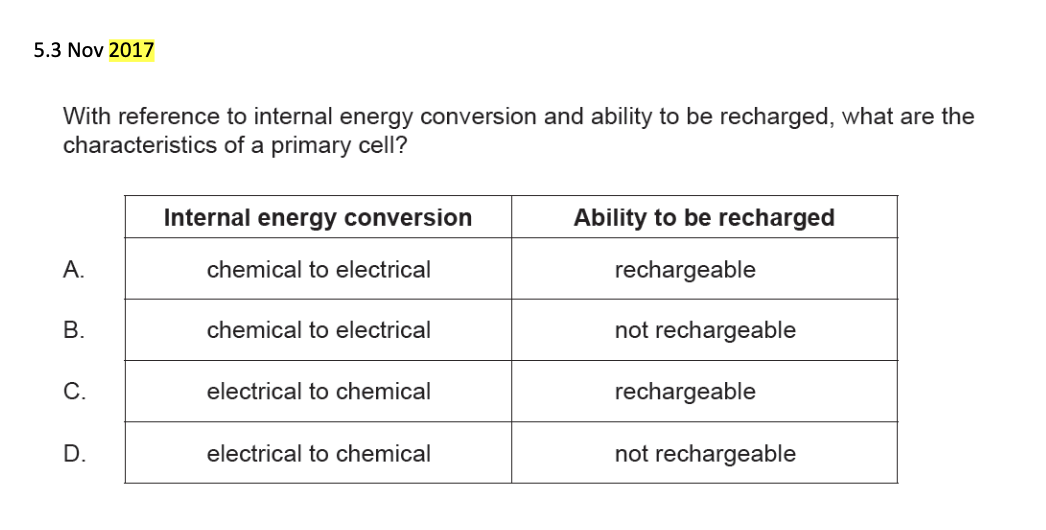 5.3 Nov 2017
With reference to internal energy conversion and ability to be recharged, what are the
characteristics of a primary cell?
Internal energy conversion Ability to be recharged
A. chemical to electrical rechargeable
B. chemical to electrical not rechargeable
C. electrical to chemical rechargeable
D. electrical to chemical not rechargeable